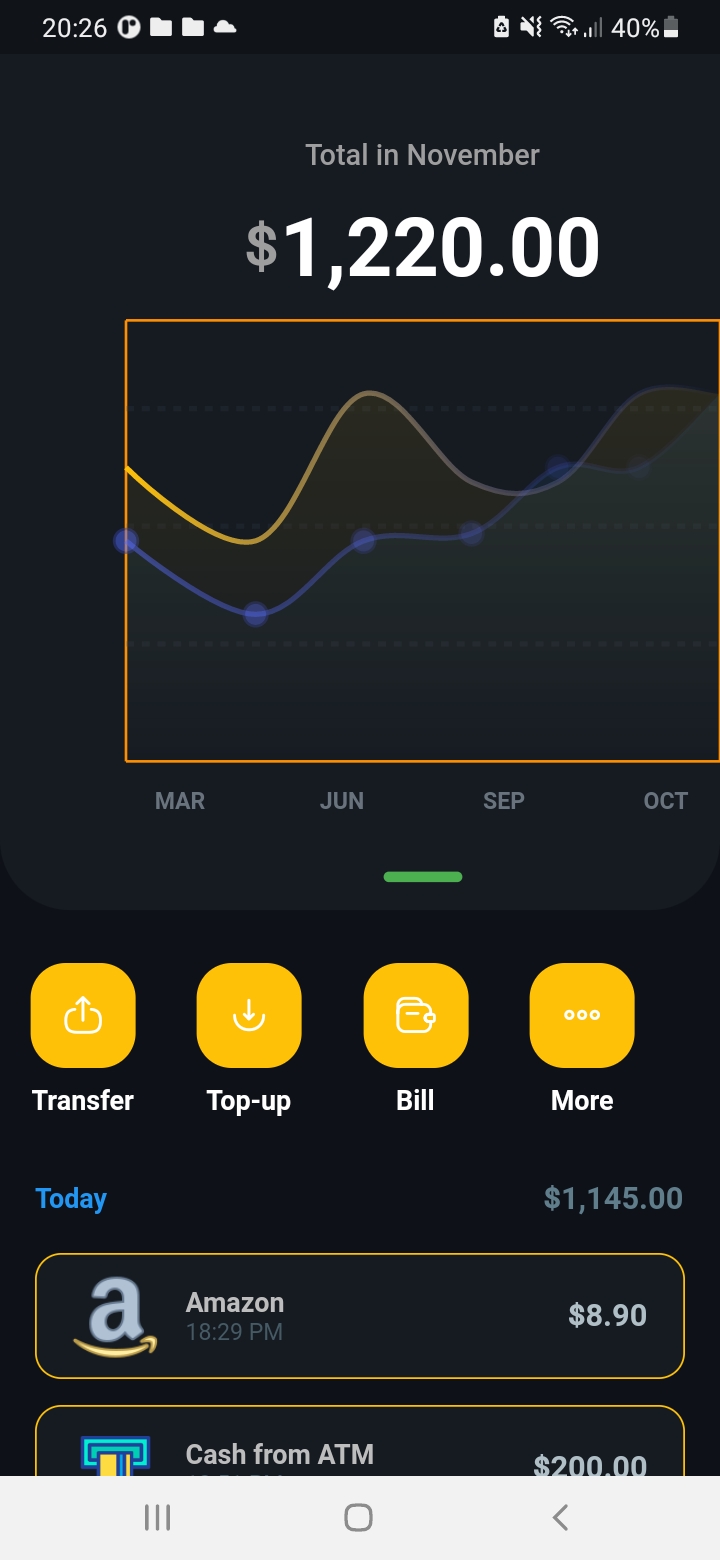 20:26 40%
Total in November
$1,220.00
MAR JUN SEP OCT
Transfer Top-up Bill More
Today $1,145.00
Amazon $8.90
18:29 PM
Cash from ATM $200.00